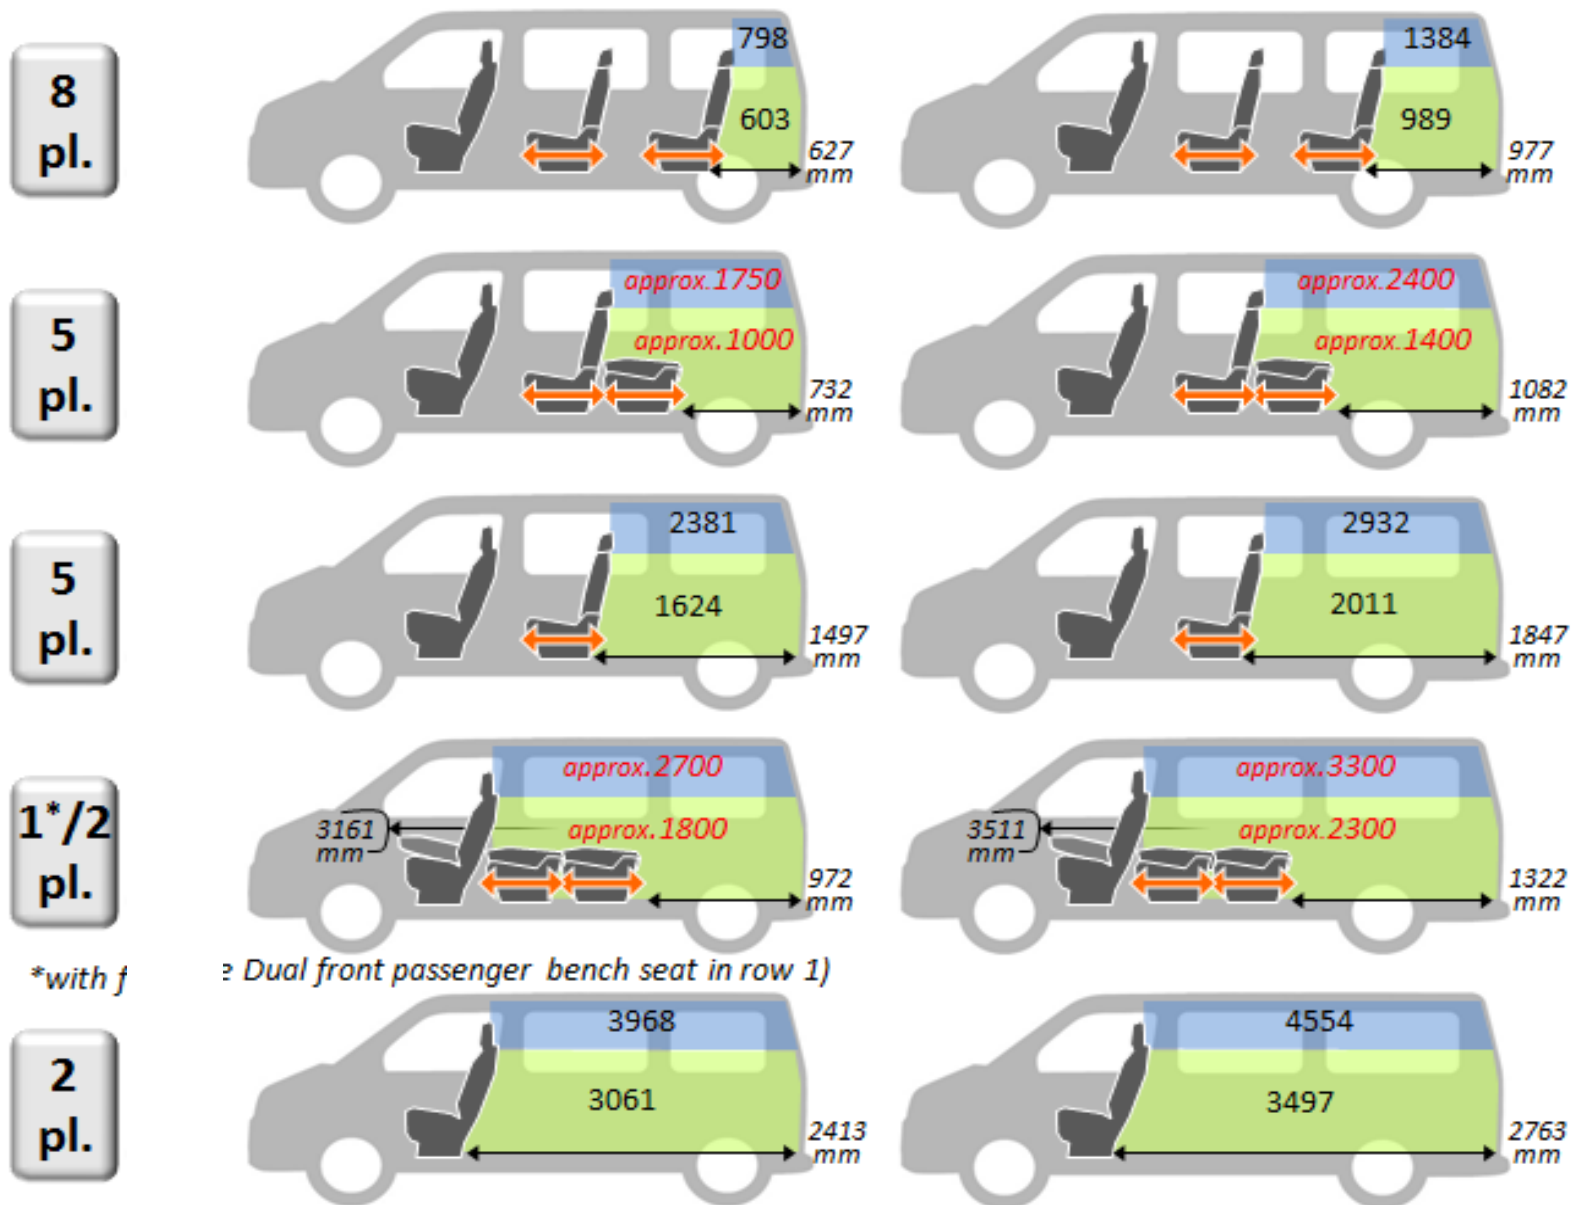 8
pl.
798
603
627
mm
1384
989
977
mm
5
pl.
approx.1750
approx.1000
732
mm
approx.2400
approx.1400
1082
mm
5
pl.
2381
1624
1497
mm
2932
2011
1847
mm
1*/2
pl.
approx.2700
3161
mm
approx.1800
972
mm
approx.3300
3511
mm
approx.2300
1322
mm
*with f
e Dual front passenger bench seat in row 1)
2
pl.
3968
3061
2413
mm
4554
3497
2763
mm